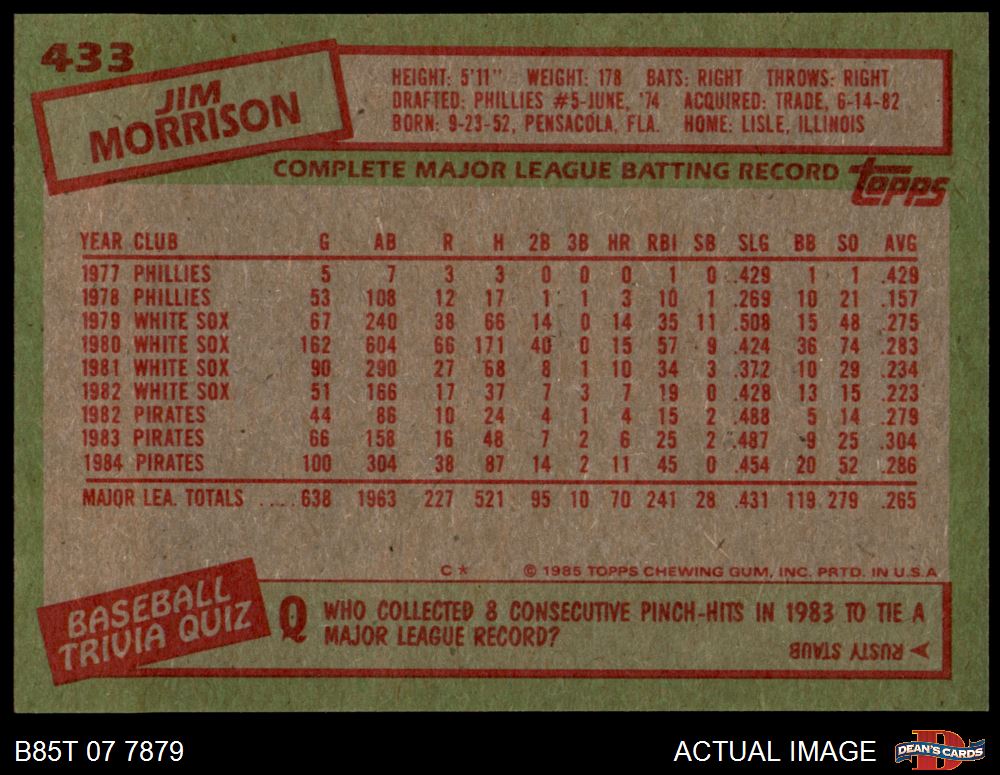 433
JIM
MORRISON
HEIGHT: 5'11" WEIGHT: 178 BATS: RIGHT THROWS: RIGHT
DRAFTED: PHILLIES #5-JUNE, '74 ACQUIRED: TRADE, 6-14-82
BORN: 9-23-52, PENSACOLA, FLA. HOME: LISLE, ILLINOIS
COMPLETE MAJOR LEAGUE BATTING RECORD topps
YEAR CLUB G AB R H 2B 3B HR RBI SB SLG BB SO AVG
1977 PHILLIES 5 7 3 3 0 0 0 1 0 .429 1 1 .429
1978 PHILLIES 53 108 12 17 1 1 3 10 1 .269 10 21 .157
1979 WHITE SOX 67 240 38 66 14 0 14 35 11 .508 15 48 .275
1980 WHITE SOX 162 604 66 171 40 0 15 57 9 .424 36 74 .283
1981 WHITE SOX 90 290 27 68 8 1 10 34 3 .372 10 29 .234
1982 WHITE SOX 51 166 17 37 7 3 7 19 0 .428 13 15 .223
1982 PIRATES 44 86 10 24 4 1 4 15 2 .488 5 14 .279
1983 PIRATES 66 158 16 48 7 2 6 25 2 .487 9 25 .304
1984 PIRATES 100 304 38 87 14 2 11 45 0 .454 20 52 .286
MAJOR LEA. TOTALS ..... 638 1963 227 521 95 10 70 241 28 .431 119 279 .265
C* © 1985 TOPPS CHEWING GUM, INC. PRTD. IN U.S.A
BASEBALL
TRIVIA QUIZ
Q WHO COLLECTED 8 CONSECUTIVE PINCH-HITS IN 1983 TO TIE A
MAJOR LEAGUE RECORD?
RUSTY STAUB
B85T 07 7879 ACTUAL IMAGE DEAN'S CARDS